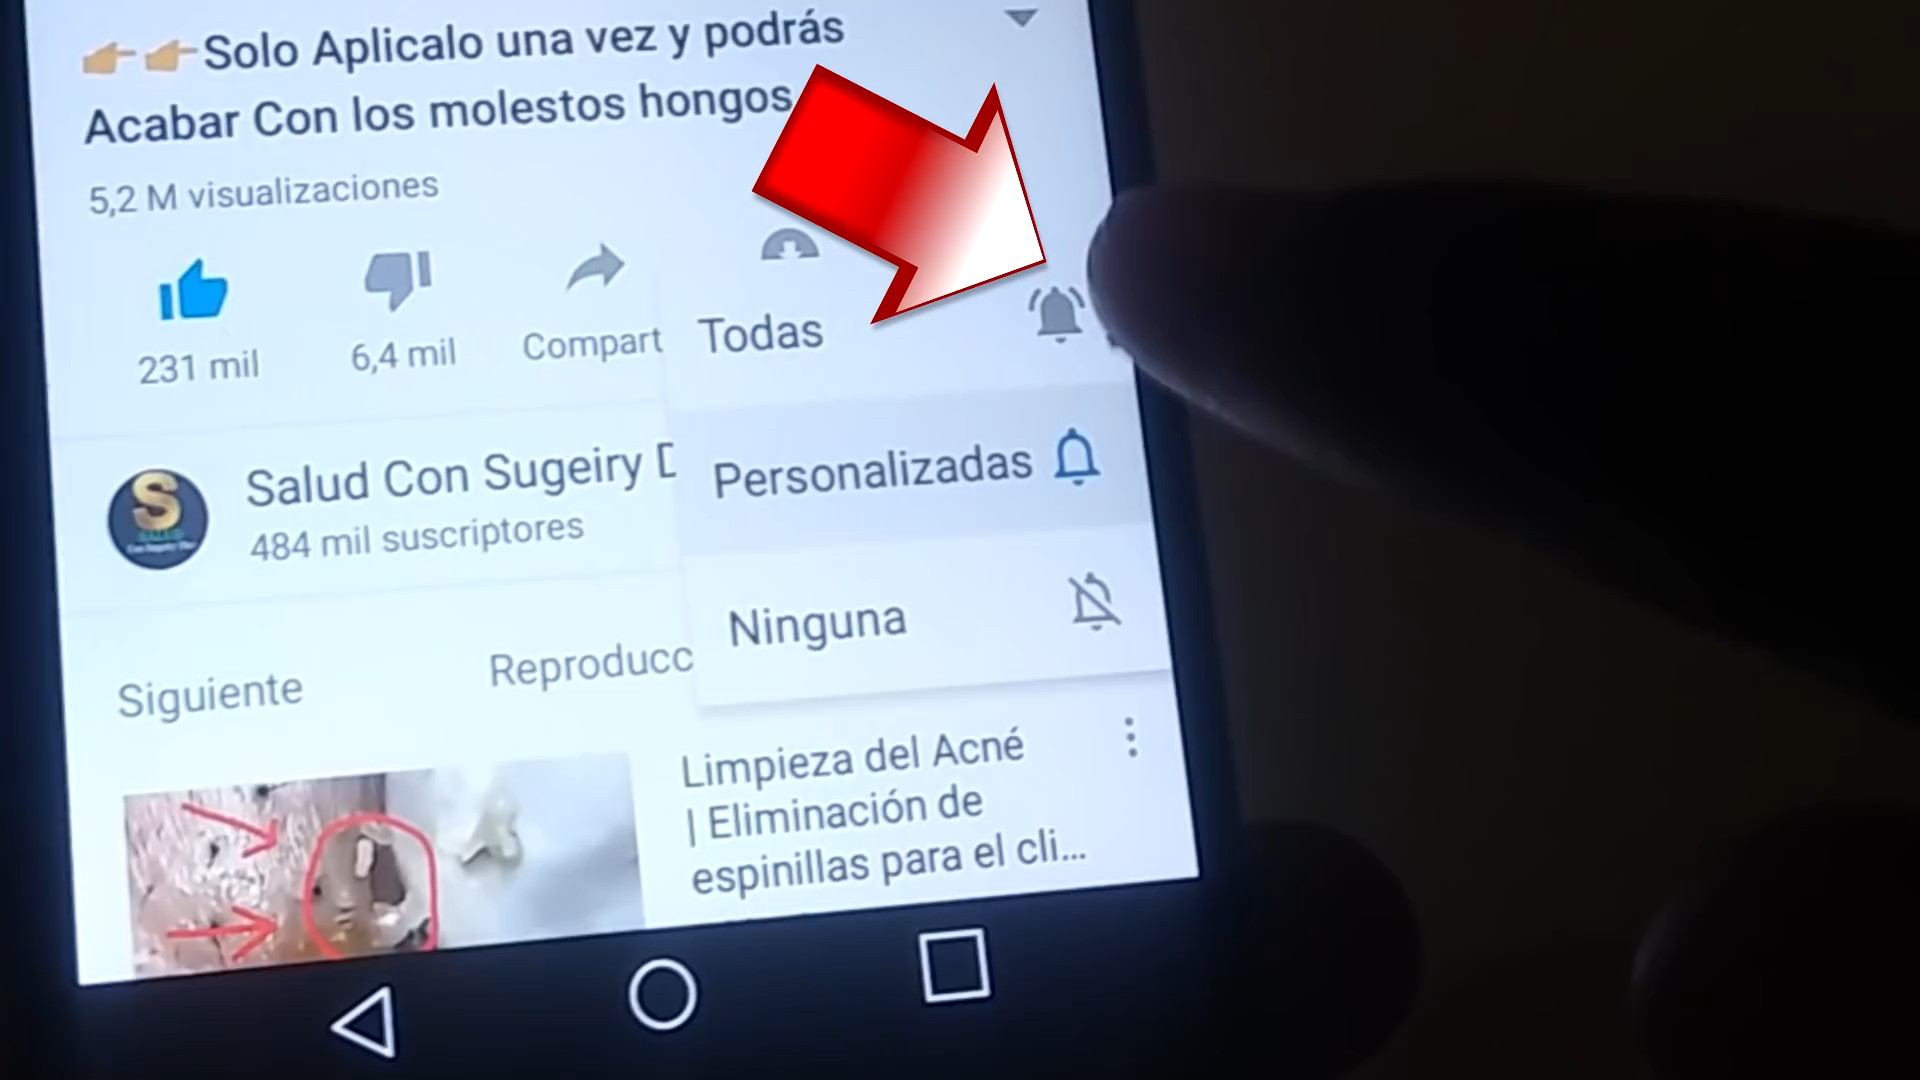 👉👉Solo Aplicalo una vez y podrás
Acabar Con los molestos hongos
5,2 M visualizaciones
231 mil
6,4 mil
Compart
Todas
Personalizadas
Ninguna
S
Salud Con Sugeiry D
484 mil suscriptores
Siguiente
Reproducc
Limpieza del Acné
| Eliminación de
espinillas para el cli...